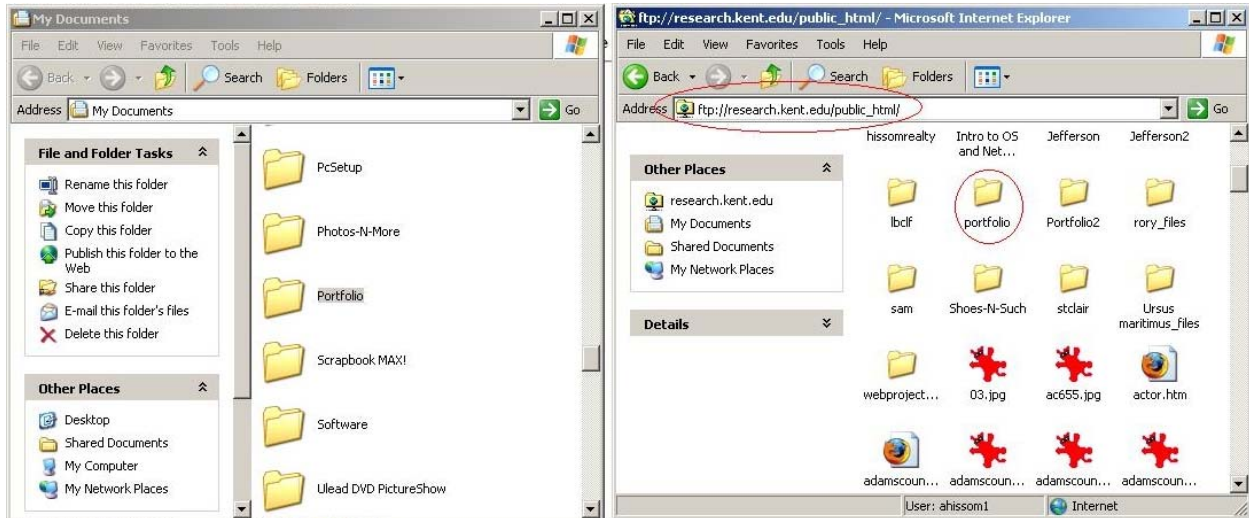 My Documents
File Edit View Favorites Tools Help
Back Search Folders
Address My Documents Go
File and Folder Tasks
Rename this folder
Move this folder
Copy this folder
Publish this folder to the
Web
Share this folder
E-mail this folder's files
Delete this folder
Other Places
Desktop
Shared Documents
My Computer
My Network Places
PcSetup
Photos-N-More
Portfolio
Scrapbook MAX!
Software
Ulead DVD PictureShow
ftp://research.kent.edu/public_html/ - Microsoft Internet Explorer
File Edit View Favorites Tools Help
Back Search Folders
Address ftp://research.kent.edu/public_html/ Go
Other Places
research.kent.edu
My Documents
Shared Documents
My Network Places
Details
hissomrealty Intro to OS Jefferson Jefferson2
and Net...
lbclf portfolio Portfolio2 rory_files
sam Shoes-N-Such stclair Ursus
maritimus_files
webproject... 03.jpg ac655.jpg actor.htm
adamscoun... adamscoun... adamscoun... adamscoun...
User: ahissom1 Internet